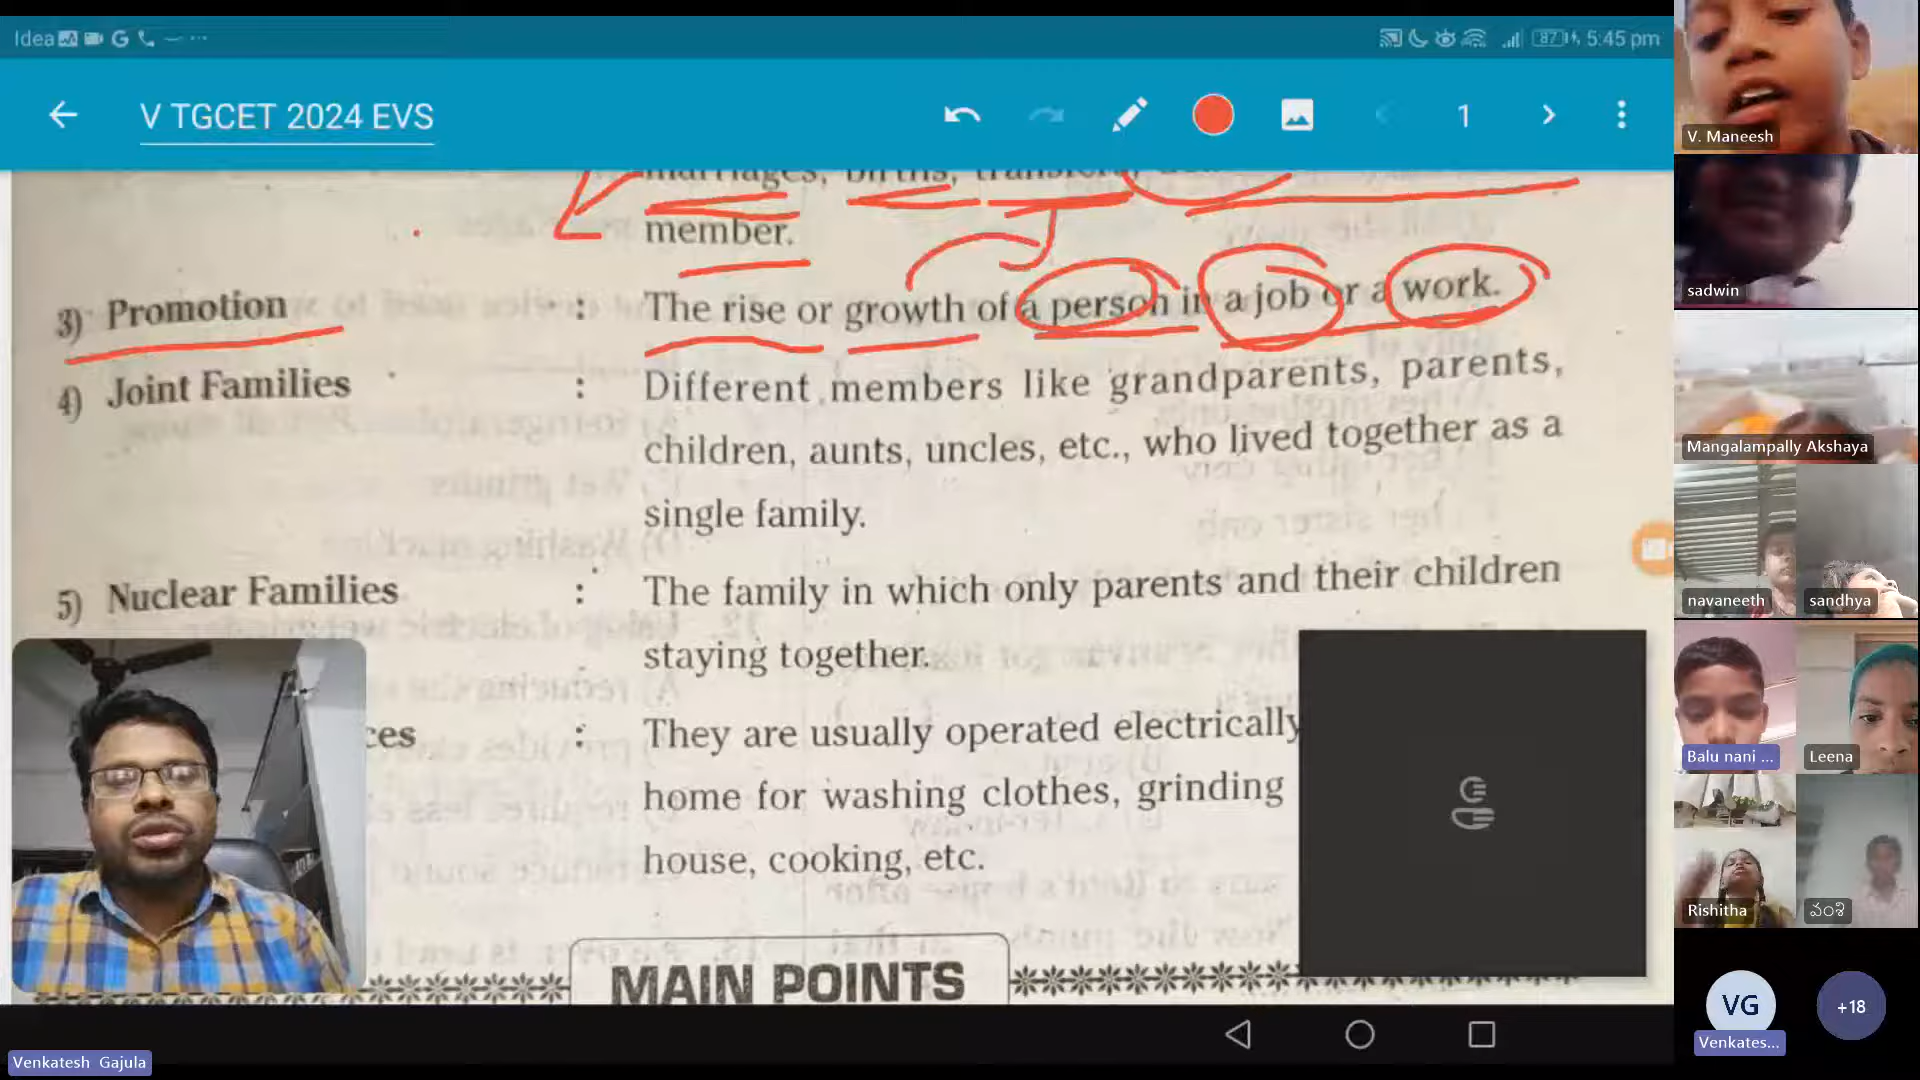 Idea 87 5:45 pm
V TGCET 2024 EVS 1
marriages, births, transfers,
member.
3) Promotion : The rise or growth of a person in a job or a work.
4) Joint Families : Different members like grandparents, parents,
children, aunts, uncles, etc., who lived together as a
single family.
5) Nuclear Families : The family in which only parents and their children
staying together.
ces : They are usually operated electrically
home for washing clothes, grinding
house, cooking, etc.
MAIN POINTS
Venkatesh Gajula
V. Maneesh
sadwin
Mangalampally Akshaya
navaneeth
sandhya
Balu nani ...
Leena
Rishitha
వంశి
VG
Venkates...
+18